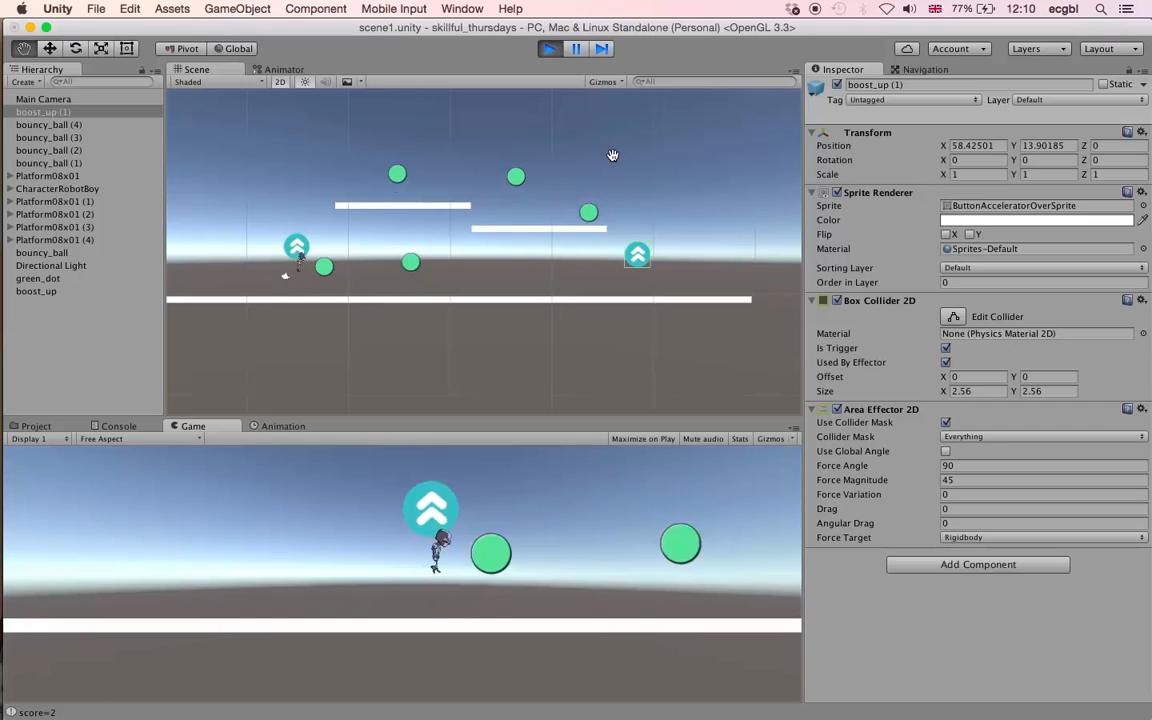 Unity File Edit Assets GameObject Component Mobile Input Window Help 77% 12:10 ecgbl
scene1.unity - skillful_thursdays - PC, Mac & Linux Standalone (Personal) <OpenGL 3.3>
Pivot Global Account Layers Layout
Hierarchy Scene Animator Inspector Navigation
Create All Shaded 2D Gizmos All
boost_up (1) Static
Tag Untagged Layer Default
Main Camera
boost_up (1)
bouncy_ball (4)
bouncy_ball (3)
bouncy_ball (2)
bouncy_ball (1)
Platform08x01
CharacterRobotBoy
Platform08x01 (1)
Platform08x01 (2)
Platform08x01 (3)
Platform08x01 (4)
bouncy_ball
Directional Light
green_dot
boost_up
Transform
Position X 58.42501 Y 13.90185 Z 0
Rotation X 0 Y 0 Z 0
Scale X 1 Y 1 Z 1
Sprite Renderer
Sprite ButtonAcceleratorOverSprite
Color
Flip X Y
Material Sprites-Default
Sorting Layer Default
Order in Layer 0
Box Collider 2D
Edit Collider
Material None (Physics Material 2D)
Is Trigger
Used By Effector
Offset X 0 Y 0
Size X 2.56 Y 2.56
Area Effector 2D
Use Collider Mask
Collider Mask Everything
Use Global Angle
Force Angle 90
Force Magnitude 45
Force Variation 0
Drag 0
Angular Drag 0
Force Target Rigidbody
Add Component
Project Console Game Animation
Display 1 Free Aspect Maximize on Play Mute audio Stats Gizmos
score=2